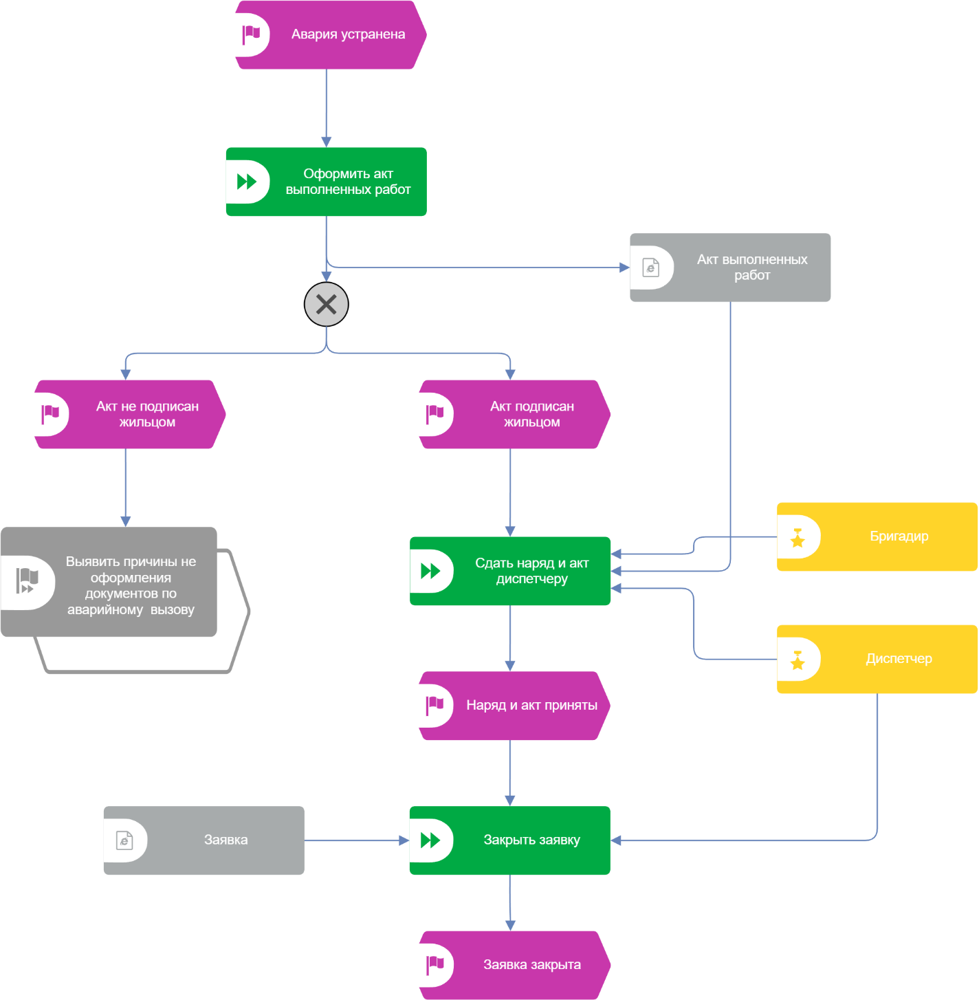 Авария устранена
Оформить акт
выполненных работ
Акт выполненных
работ
Акт не подписан
жильцом
Акт подписан
жильцом
Выявить причины не
оформления
документов по
аварийному  вызову
Сдать наряд и акт
диспетчеру
Бригадир
Диспетчер
Наряд и акт приняты
Заявка
Закрыть заявку
Заявка закрыта